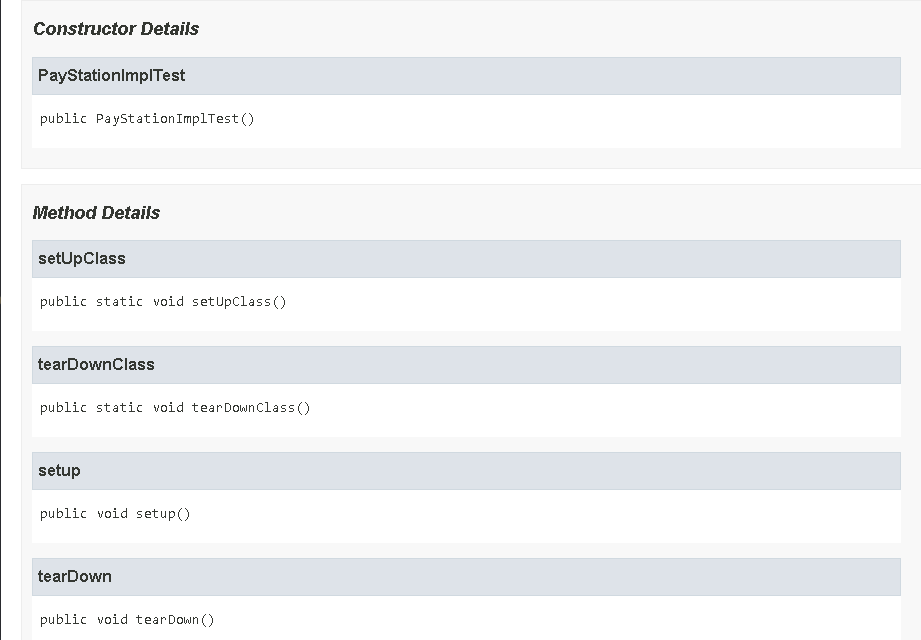 Constructor Details
PayStationImplTest
public PayStationImplTest()
Method Details
setUpClass
public static void setUpClass()
tearDownClass
public static void tearDownClass()
setup
public void setup()
tearDown
public void tearDown()